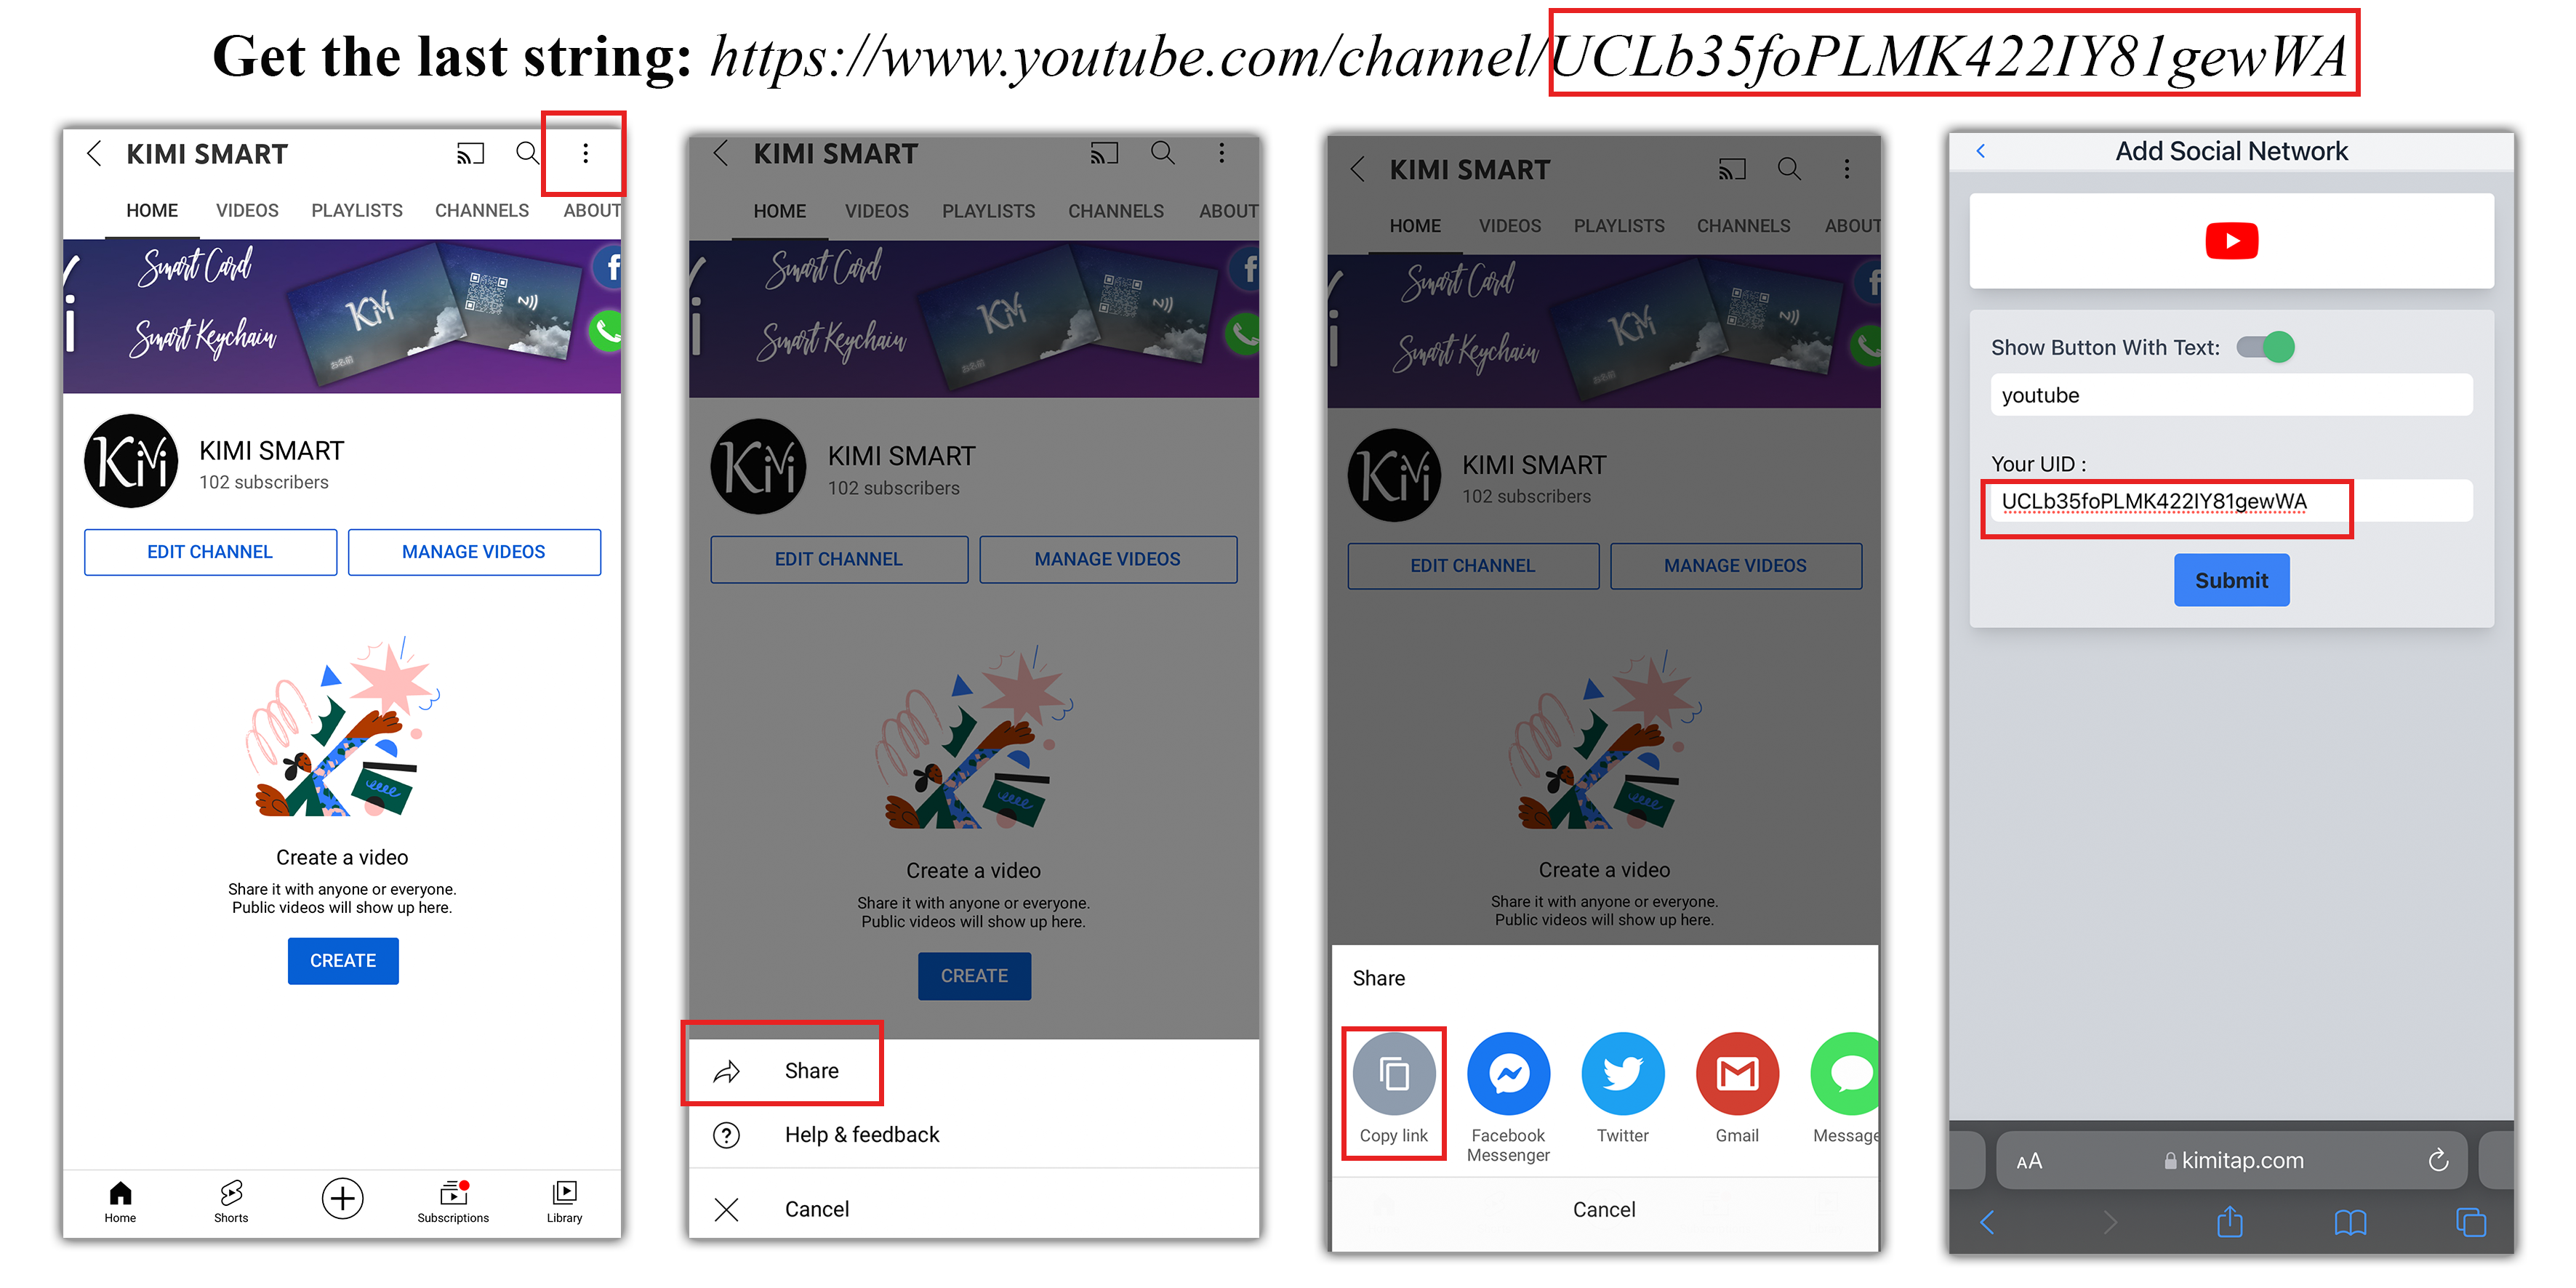 Get the last string: https://www.youtube.com/channel/UCLb35foPLMK422IY81gewWA
KIMI SMART
HOME VIDEOS PLAYLISTS CHANNELS ABOUT
Smart Card
Smart Keychain
KiMi
KiMi
KIMI SMART
102 subscribers
EDIT CHANNEL MANAGE VIDEOS
Create a video
Share it with anyone or everyone.
Public videos will show up here.
CREATE
Home Shorts Subscriptions Library
KIMI SMART
HOME VIDEOS PLAYLISTS CHANNELS ABOUT
Smart Card
Smart Keychain
KiMi
KiMi
KIMI SMART
102 subscribers
EDIT CHANNEL MANAGE VIDEOS
Create a video
Share it with anyone or everyone.
Public videos will show up here.
CREATE
Share
Help & feedback
Cancel
KIMI SMART
HOME VIDEOS PLAYLISTS CHANNELS ABOUT
Smart Card
Smart Keychain
KiMi
KiMi
KIMI SMART
102 subscribers
EDIT CHANNEL MANAGE VIDEOS
Create a video
Share it with anyone or everyone.
Public videos will show up here.
Share
Copy link Facebook Messenger Twitter Gmail Message
Cancel
Add Social Network
Show Button With Text:
youtube
Your UID :
UCLb35foPLMK422IY81gewWA
Submit
AA kimitap.com